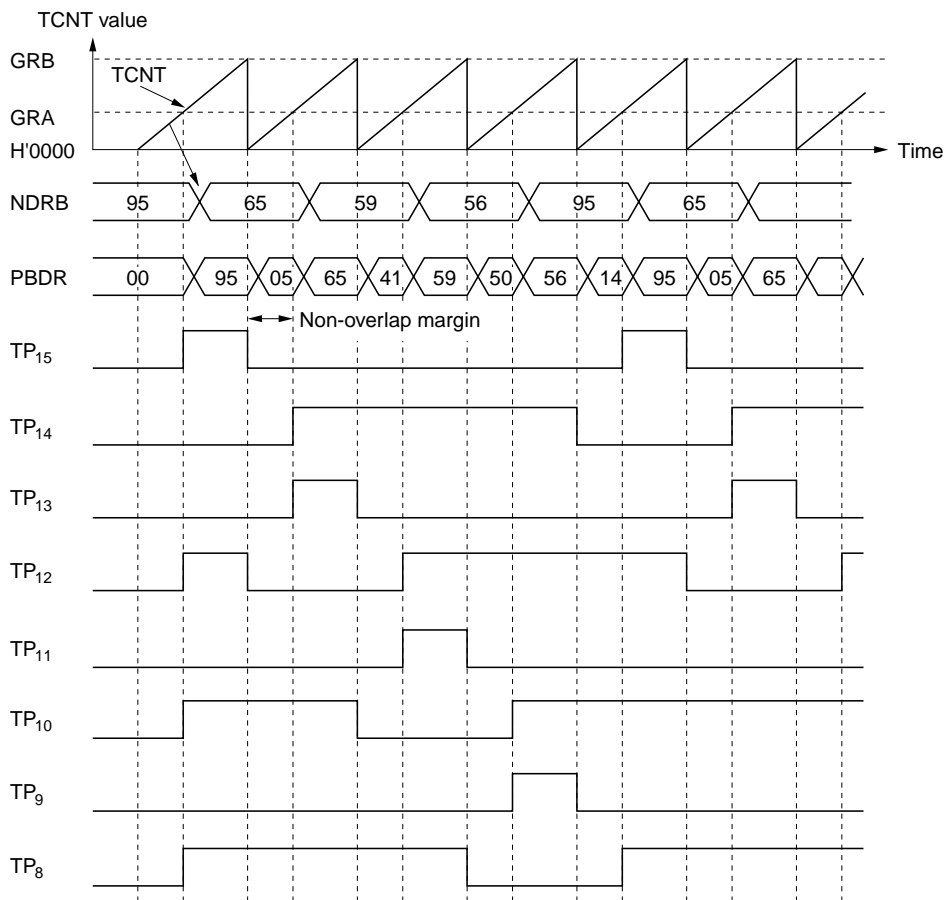 TCNT value
GRB
TCNT
GRA
H'0000
Time
NDRB 95 65 59 56 95 65
PBDR 00 95 05 65 41 59 50 56 14 95 05 65
Non-overlap margin
TP15
TP14
TP13
TP12
TP11
TP10
TP9
TP8